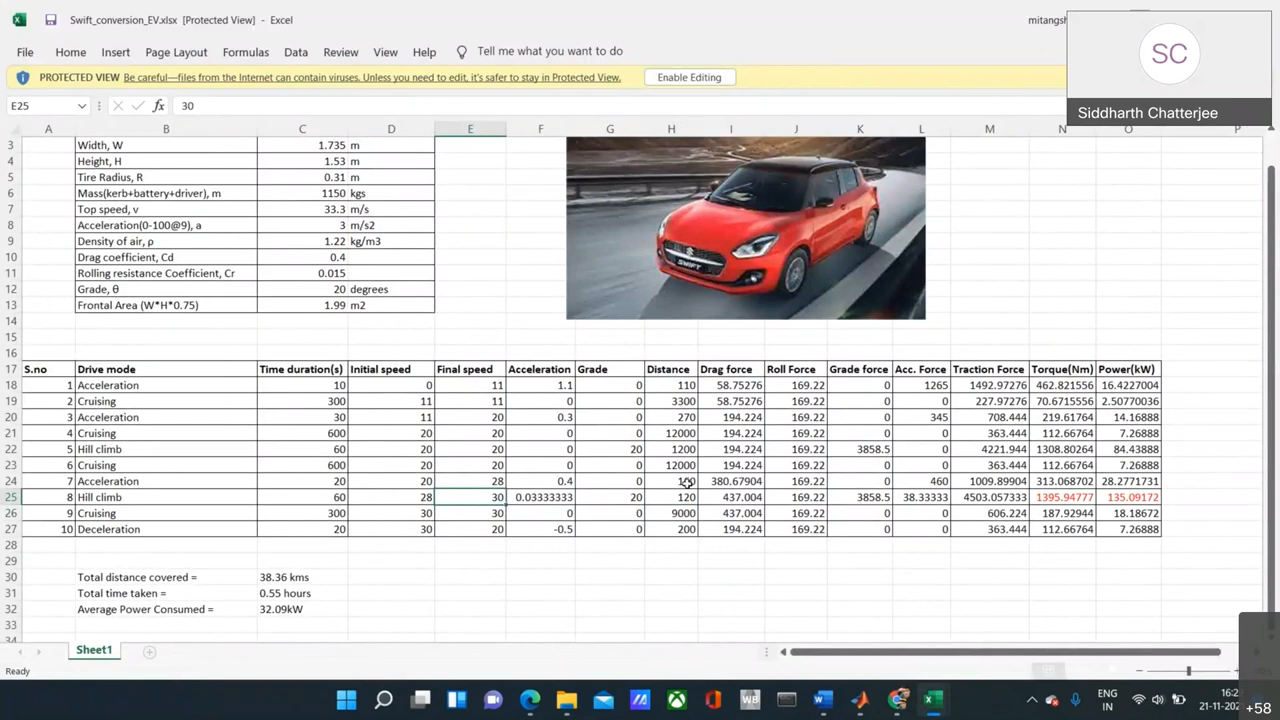 Swift_conversion_EV.xlsx [Protected View] - Excel
mitangsh
SC
Siddharth Chatterjee
File Home Insert Page Layout Formulas Data Review View Help Tell me what you want to do
PROTECTED VIEW Be careful—files from the Internet can contain viruses. Unless you need to edit, it's safer to stay in Protected View. Enable Editing
E25 fx 30
A B C D E F G H I J K L M N O P
3 Width, W 1.735 m
4 Height, H 1.53 m
5 Tire Radius, R 0.31 m
6 Mass(kerb+battery+driver), m 1150 kgs
7 Top speed, v 33.3 m/s
8 Acceleration(0-100@9), a 3 m/s2
9 Density of air, ρ 1.22 kg/m3
10 Drag coefficient, Cd 0.4
11 Rolling resistance Coefficient, Cr 0.015
12 Grade, θ 20 degrees
13 Frontal Area (W*H*0.75) 1.99 m2
SWIFT
14
15
16
17 S.no Drive mode Time duration(s) Initial speed Final speed Acceleration Grade Distance Drag force Roll Force Grade force Acc. Force Traction Force Torque(Nm) Power(kW)
18 1 Acceleration 10 0 11 1.1 0 110 58.75276 169.22 0 1265 1492.97276 462.821556 16.4227004
19 2 Cruising 300 11 11 0 0 3300 58.75276 169.22 0 0 227.97276 70.6715556 2.50770036
20 3 Acceleration 30 11 20 0.3 0 270 194.224 169.22 0 345 708.444 219.61764 14.16888
21 4 Cruising 600 20 20 0 0 12000 194.224 169.22 0 0 363.444 112.66764 7.26888
22 5 Hill climb 60 20 20 0 20 1200 194.224 169.22 3858.5 0 4221.944 1308.80264 84.43888
23 6 Cruising 600 20 20 0 0 12000 194.224 169.22 0 0 363.444 112.66764 7.26888
24 7 Acceleration 20 20 28 0.4 0 380.67904 169.22 0 460 1009.89904 313.068702 28.2771731
25 8 Hill climb 60 28 30 0.03333333 20 120 437.004 169.22 3858.5 38.33333 4503.057333 1395.94777 135.09172
26 9 Cruising 300 30 30 0 0 9000 437.004 169.22 0 0 606.224 187.92944 18.18672
27 10 Deceleration 20 30 20 -0.5 0 200 194.224 169.22 0 0 363.444 112.66764 7.26888
28
29
30 Total distance covered = 38.36 kms
31 Total time taken = 0.55 hours
32 Average Power Consumed = 32.09kW
33
34
Sheet1
Ready
ENG
IN
16:2
21-11-202
+58